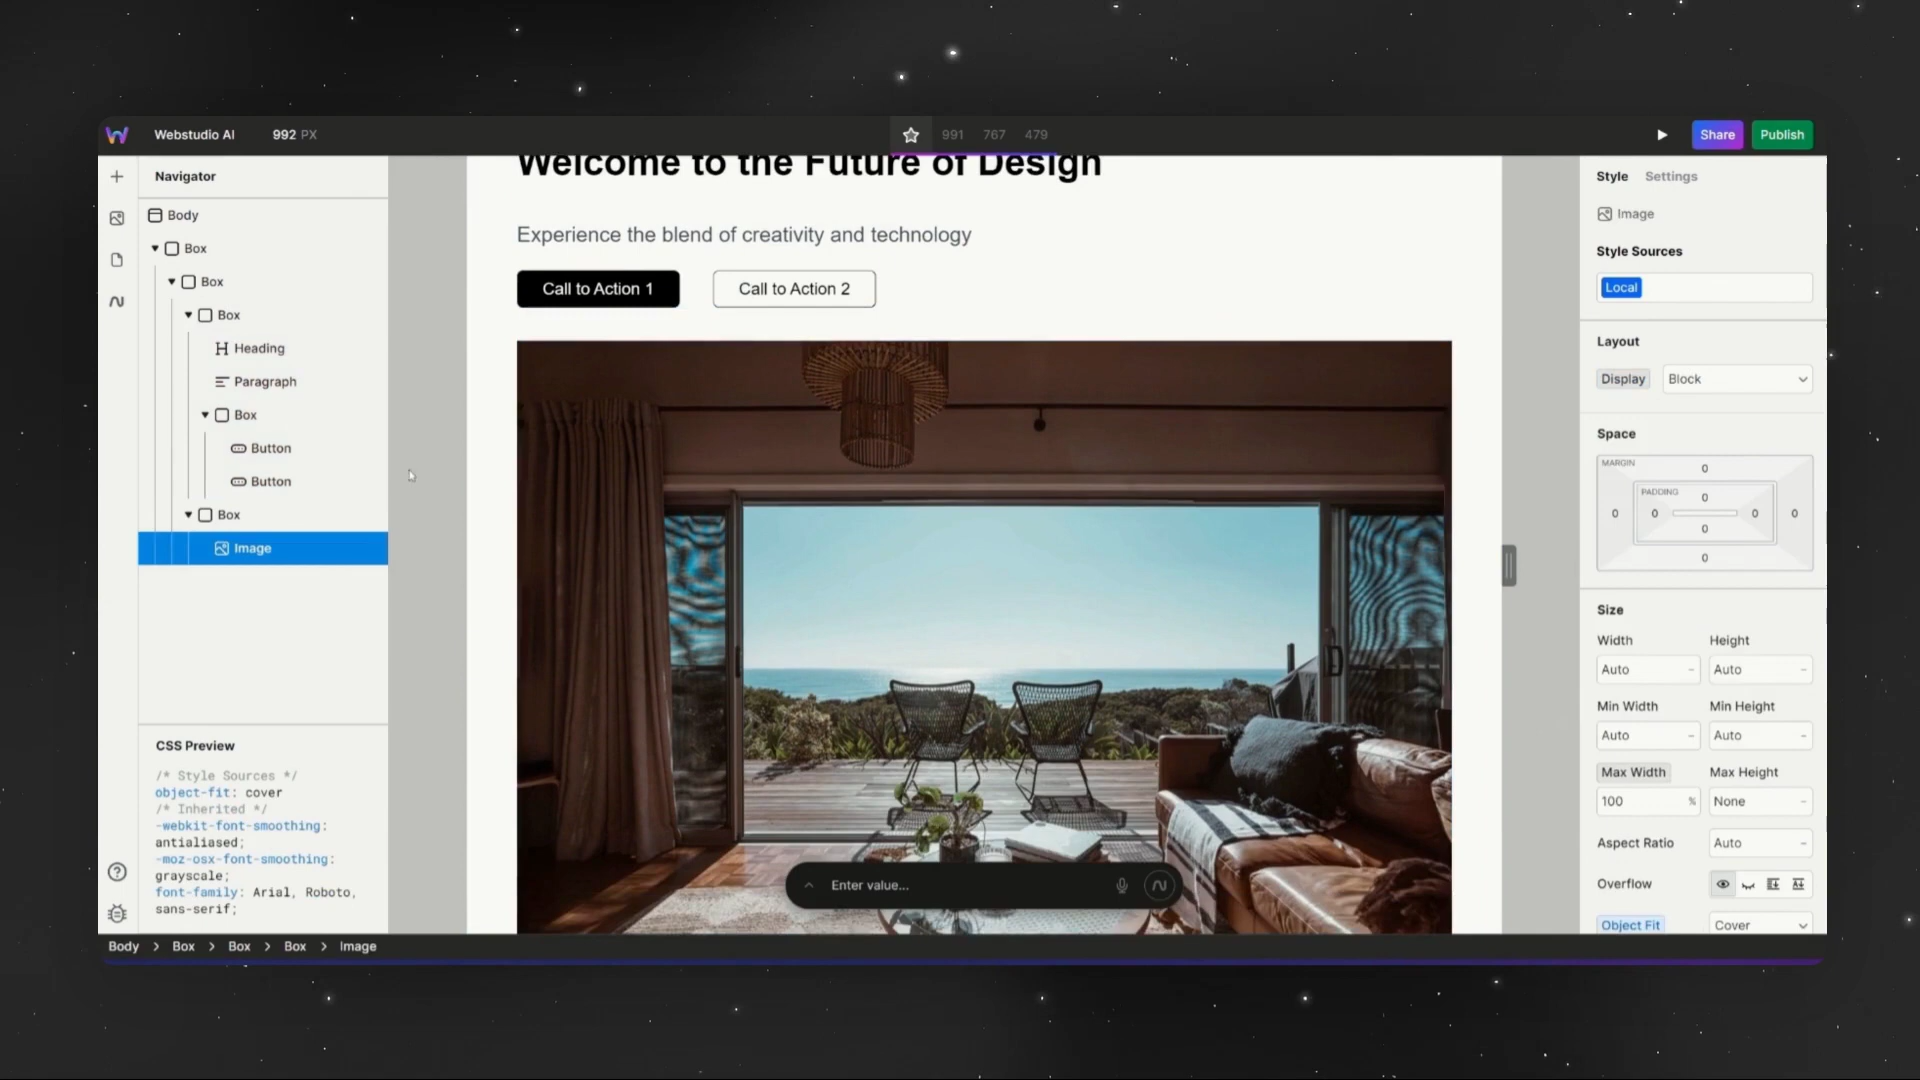 Webstudio AI
992 PX
991
767
479
Share
Publish
Navigator
Body
Box
Box
Box
Heading
Paragraph
Box
Button
Button
Box
Image
CSS Preview
/* Style Sources */
object-fit: cover
/* Inherited */
-webkit-font-smoothing:
antialiased;
-moz-osx-font-smoothing:
grayscale;
font-family: Arial, Roboto,
sans-serif;
Welcome to the Future of Design
Experience the blend of creativity and technology
Call to Action 1
Call to Action 2
Enter value...
Style
Settings
Image
Style Sources
Local
Layout
Display
Block
Space
MARGIN
0
PADDING
0
0
0
0
0
0
0
Size
Width
Height
Auto –
Auto –
Min Width
Min Height
Auto –
Auto –
Max Width
Max Height
100 %
None –
Aspect Ratio
Auto –
Overflow
Object Fit
Cover
Body > Box > Box > Box > Image